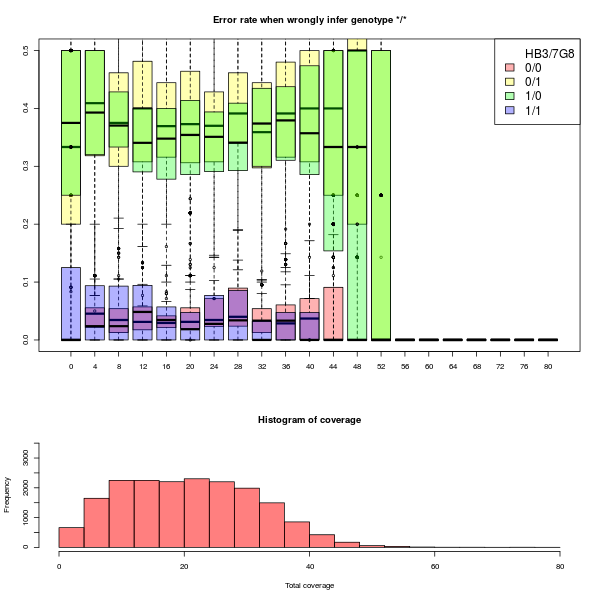 Error rate when wrongly infer genotype */*
HB3/7G8
0/0
0/1
1/0
1/1
0.5
0.4
0.3
0.2
0.1
0.0
0 4 8 12 16 20 24 28 32 36 40 44 48 52 56 60 64 68 72 76 80
Histogram of coverage
Frequency
3000
2000
1000
0
0 20 40 60 80
Total coverage